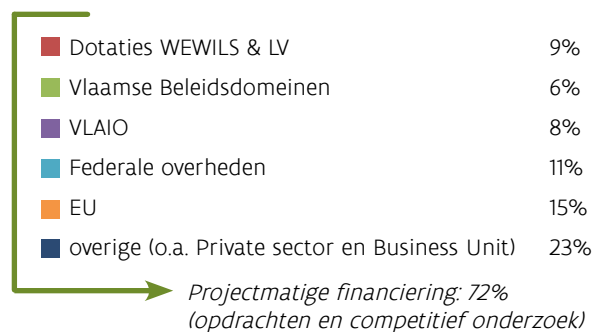 Dotaties WEWILS & LV 9%
Vlaamse Beleidsdomeinen 6%
VLAIO 8%
Federale overheden 11%
EU 15%
overige (o.a. Private sector en Business Unit) 23%
Projectmatige financiering: 72%
(opdrachten en competitief onderzoek)